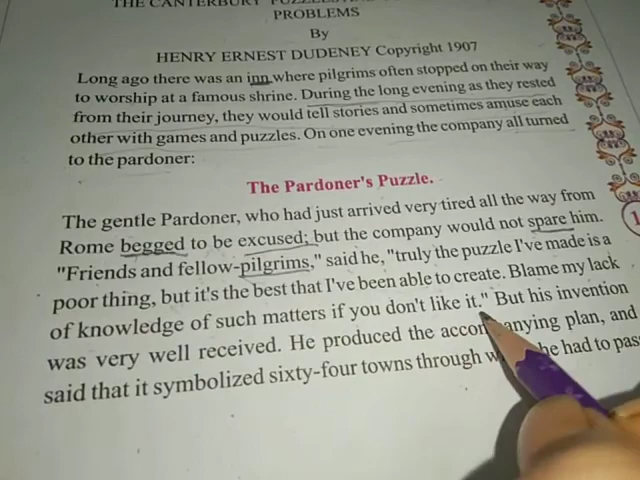 THE CANTERBURY
PROBLEMS
By
HENRY ERNEST DUDENEY Copyright 1907
Long ago there was an inn where pilgrims often stopped on their way
to worship at a famous shrine. During the long evening as they rested
from their journey, they would tell stories and sometimes amuse each
other with games and puzzles. On one evening the company all turned
to the pardoner:
The Pardoner's Puzzle.
The gentle Pardoner, who had just arrived very tired all the way from
Rome begged to be excused; but the company would not spare him.
"Friends and fellow-pilgrims," said he, "truly the puzzle I've made is a
poor thing, but it's the best that I've been able to create. Blame my lack
of knowledge of such matters if you don't like it." But his invention
was very well received. He produced the accompanying plan, and
said that it symbolized sixty-four towns through he had to pass
1